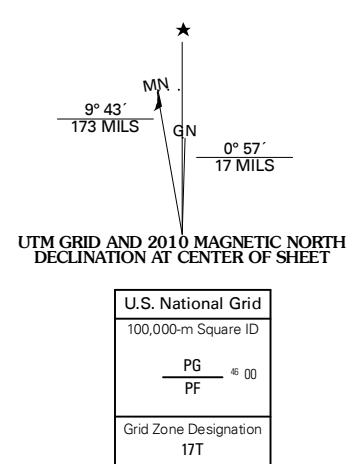 ★
MN
GN
9° 43´
173 MILS
0° 57´
17 MILS
UTM GRID AND 2010 MAGNETIC NORTH
DECLINATION AT CENTER OF SHEET
U.S. National Grid
100,000-m Square ID
PG
46 00
PF
Grid Zone Designation
17T